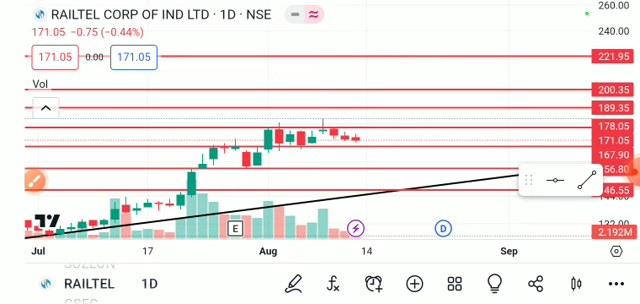 RAILTEL CORP OF IND LTD · 1D · NSE
171.05 −0.75 (−0.44%)
171.05 0.00 171.05
Vol
260.00
240.00
221.95
200.35
189.35
178.05
171.05
167.90
156.80
146.55
132.00
2.192M
E
D
Jul 17 Aug 14 Sep
RAILTEL 1D